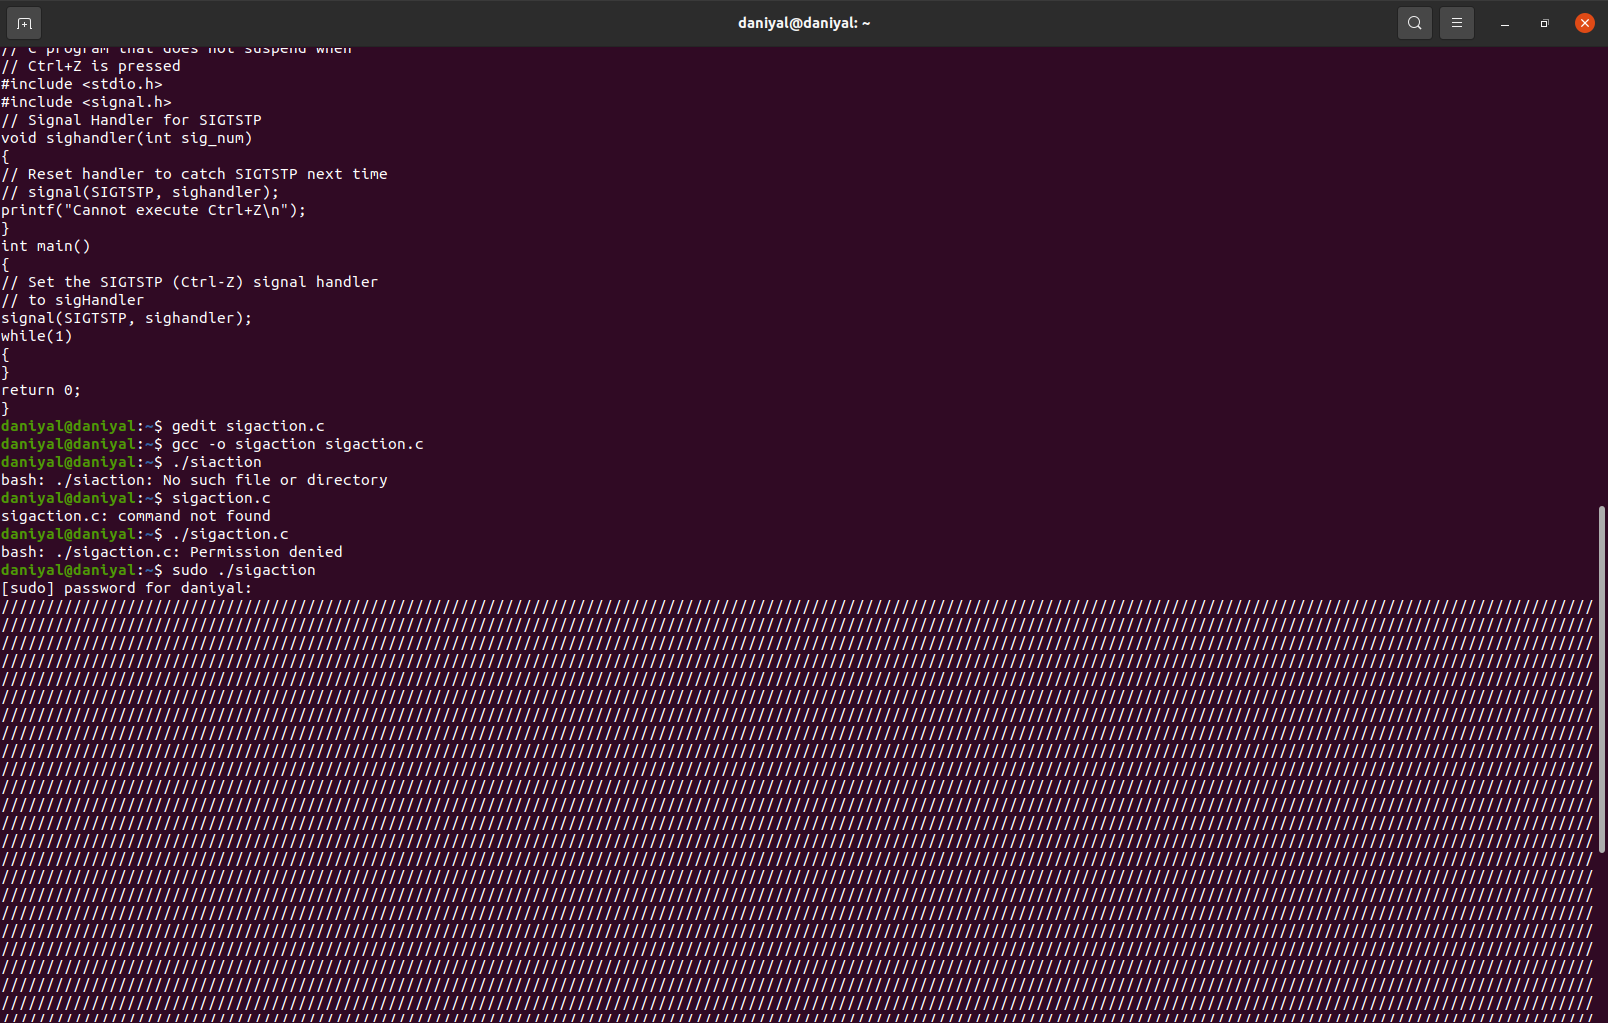 daniyal@daniyal: ~
// C program that does not suspend when
// Ctrl+Z is pressed
#include <stdio.h>
#include <signal.h>
// Signal Handler for SIGTSTP
void sighandler(int sig_num)
{
// Reset handler to catch SIGTSTP next time
// signal(SIGTSTP, sighandler);
printf("Cannot execute Ctrl+Z\n");
}
int main()
{
// Set the SIGTSTP (Ctrl-Z) signal handler
// to sigHandler
signal(SIGTSTP, sighandler);
while(1)
{
}
return 0;
}
daniyal@daniyal:~$ gedit sigaction.c
daniyal@daniyal:~$ gcc -o sigaction sigaction.c
daniyal@daniyal:~$ ./siaction
bash: ./siaction: No such file or directory
daniyal@daniyal:~$ sigaction.c
sigaction.c: command not found
daniyal@daniyal:~$ ./sigaction.c
bash: ./sigaction.c: Permission denied
daniyal@daniyal:~$ sudo ./sigaction
[sudo] password for daniyal: